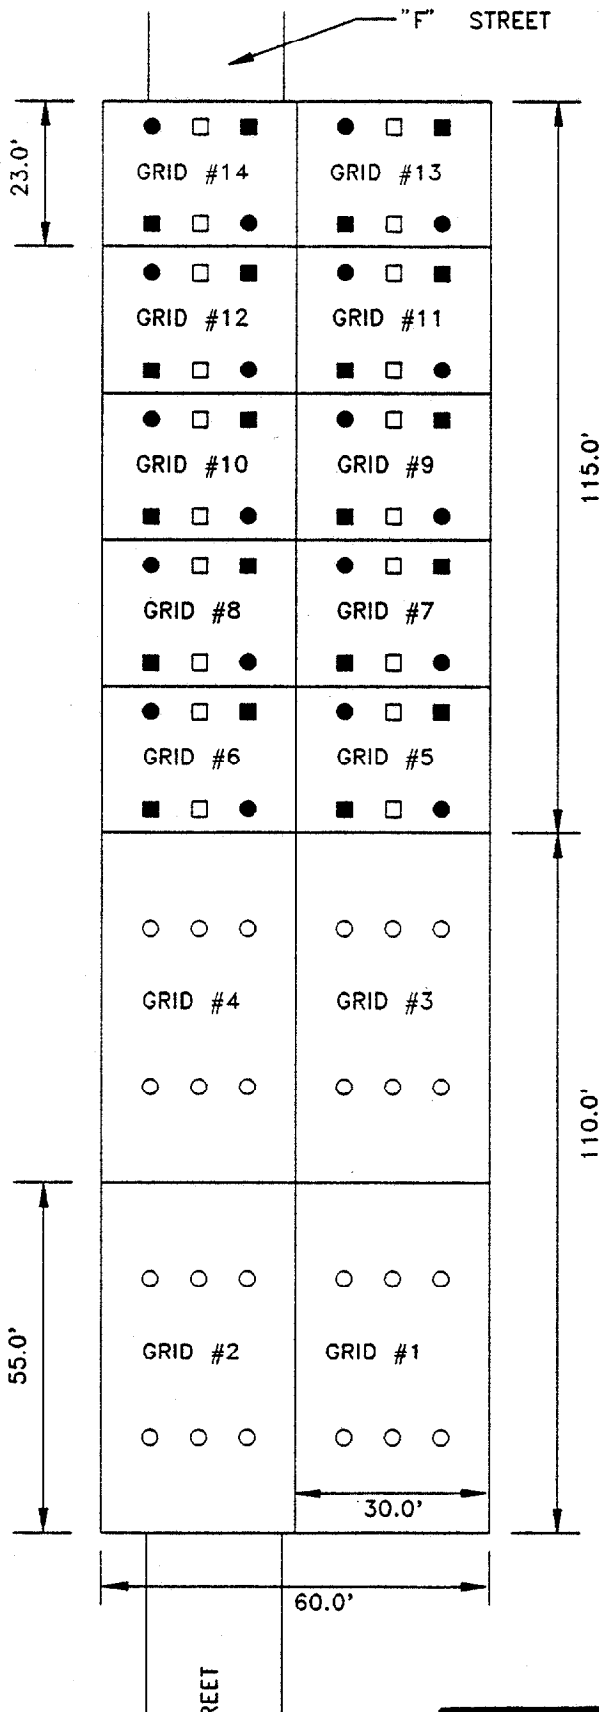 "F" STREET
23.0'
GRID #14 GRID #13
GRID #12 GRID #11
GRID #10 GRID #9
115.0'
GRID #8 GRID #7
GRID #6 GRID #5
GRID #4 GRID #3
110.0'
55.0'
GRID #2 GRID #1
30.0'
60.0'
REET